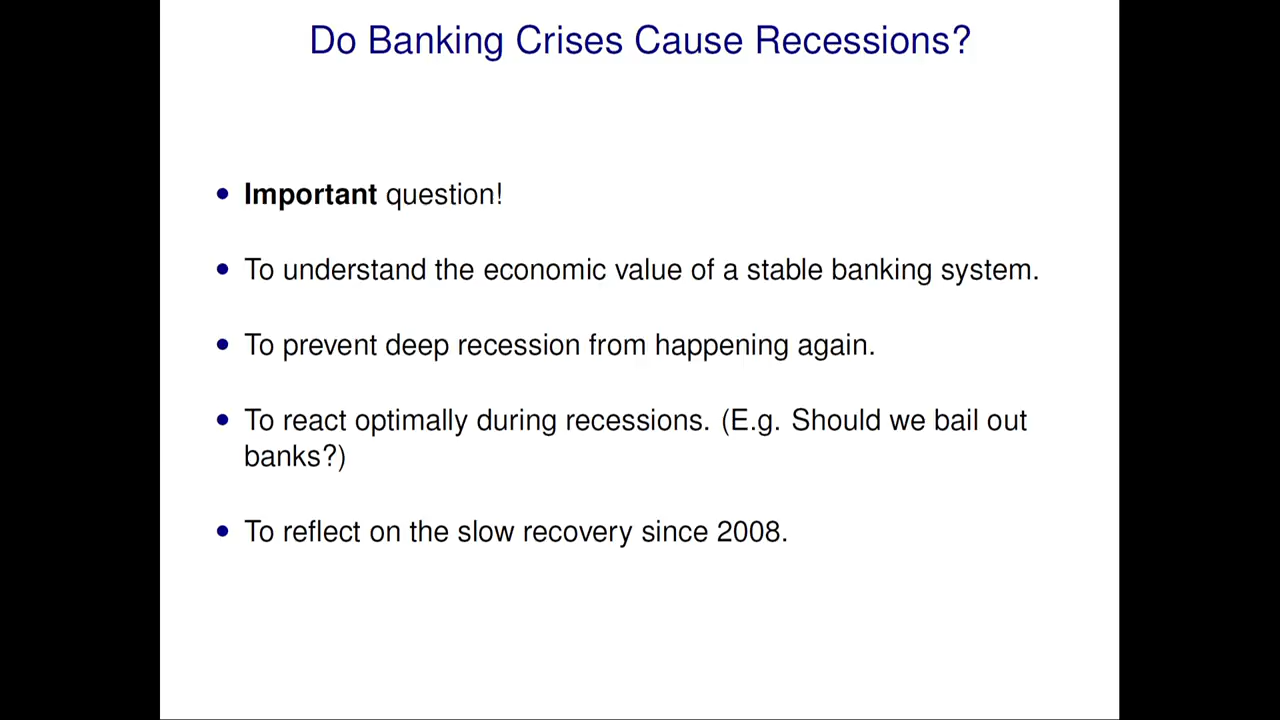 Do Banking Crises Cause Recessions?
• Important question!
• To understand the economic value of a stable banking system.
• To prevent deep recession from happening again.
• To react optimally during recessions. (E.g. Should we bail out
banks?)
• To reflect on the slow recovery since 2008.